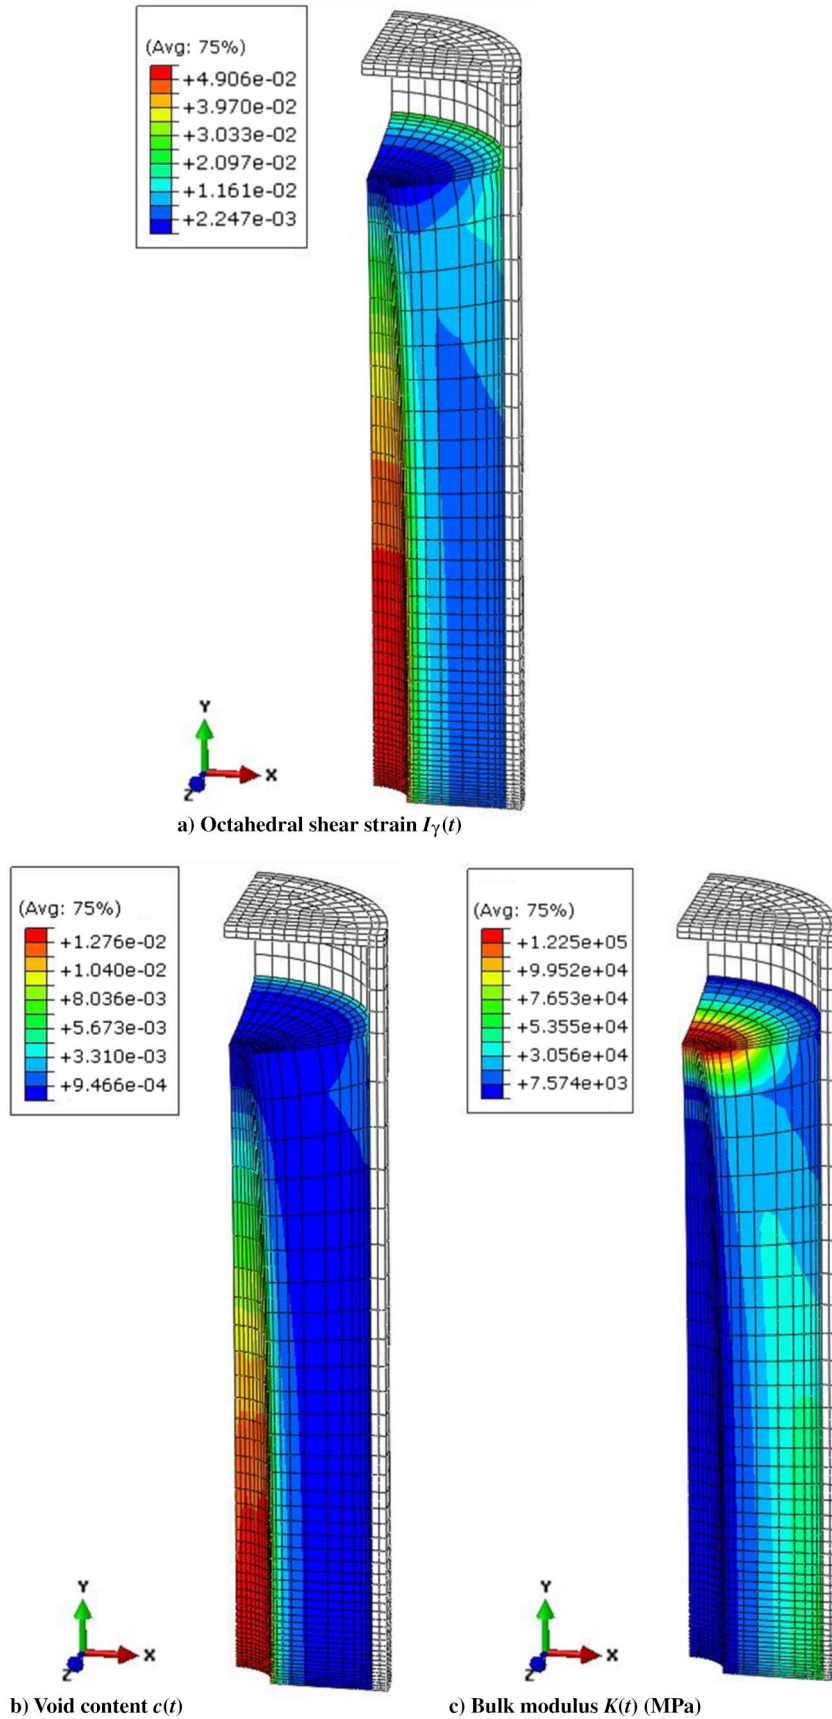 (Avg: 75%)
+4.906e-02
+3.970e-02
+3.033e-02
+2.097e-02
+1.161e-02
+2.247e-03
Y
X
Z
a) Octahedral shear strain Iγ(t)
(Avg: 75%)
+1.276e-02
+1.040e-02
+8.036e-03
+5.673e-03
+3.310e-03
+9.466e-04
Y
X
Z
b) Void content c(t)
(Avg: 75%)
+1.225e+05
+9.952e+04
+7.653e+04
+5.355e+04
+3.056e+04
+7.574e+03
Y
X
Z
c) Bulk modulus K(t) (MPa)